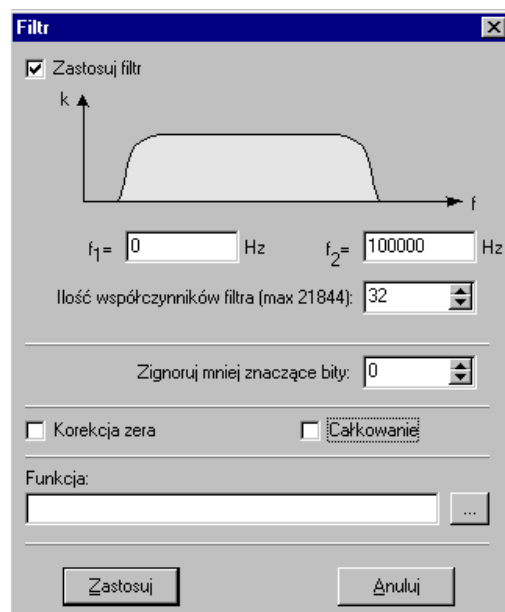 Filtr
Zastosuj filtr
k
f
f1= 0 Hz f2= 100000 Hz
Ilość współczynników filtra (max 21844): 32
Zignoruj mniej znaczące bity: 0
Korekcja zera Całkowanie
Funkcja:
...
Zastosuj Anuluj